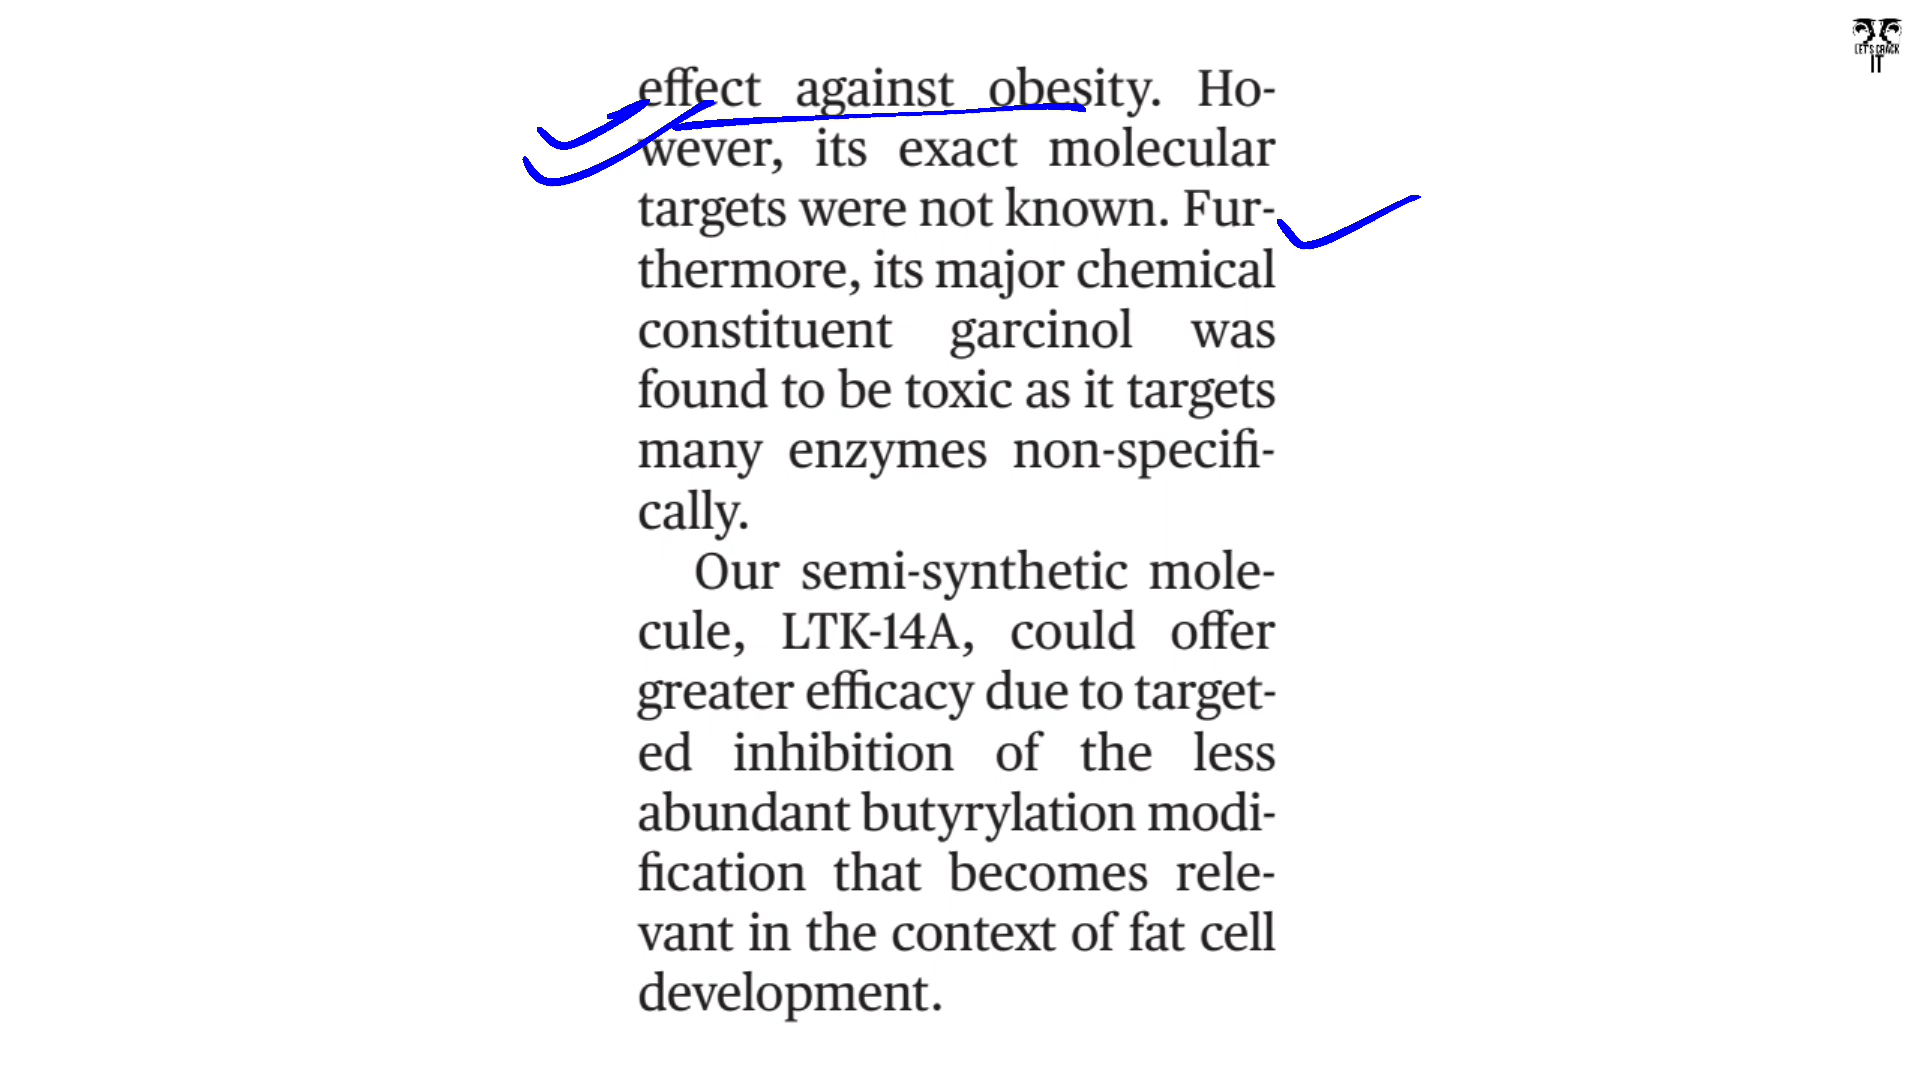 LET'S CRACK
IT
effect against obesity. Ho-
wever, its exact molecular
targets were not known. Fur-
thermore, its major chemical
constituent garcinol was
found to be toxic as it targets
many enzymes non-specifi-
cally.
Our semi-synthetic mole-
cule, LTK-14A, could offer
greater efficacy due to target-
ed inhibition of the less
abundant butyrylation modi-
fication that becomes rele-
vant in the context of fat cell
development.